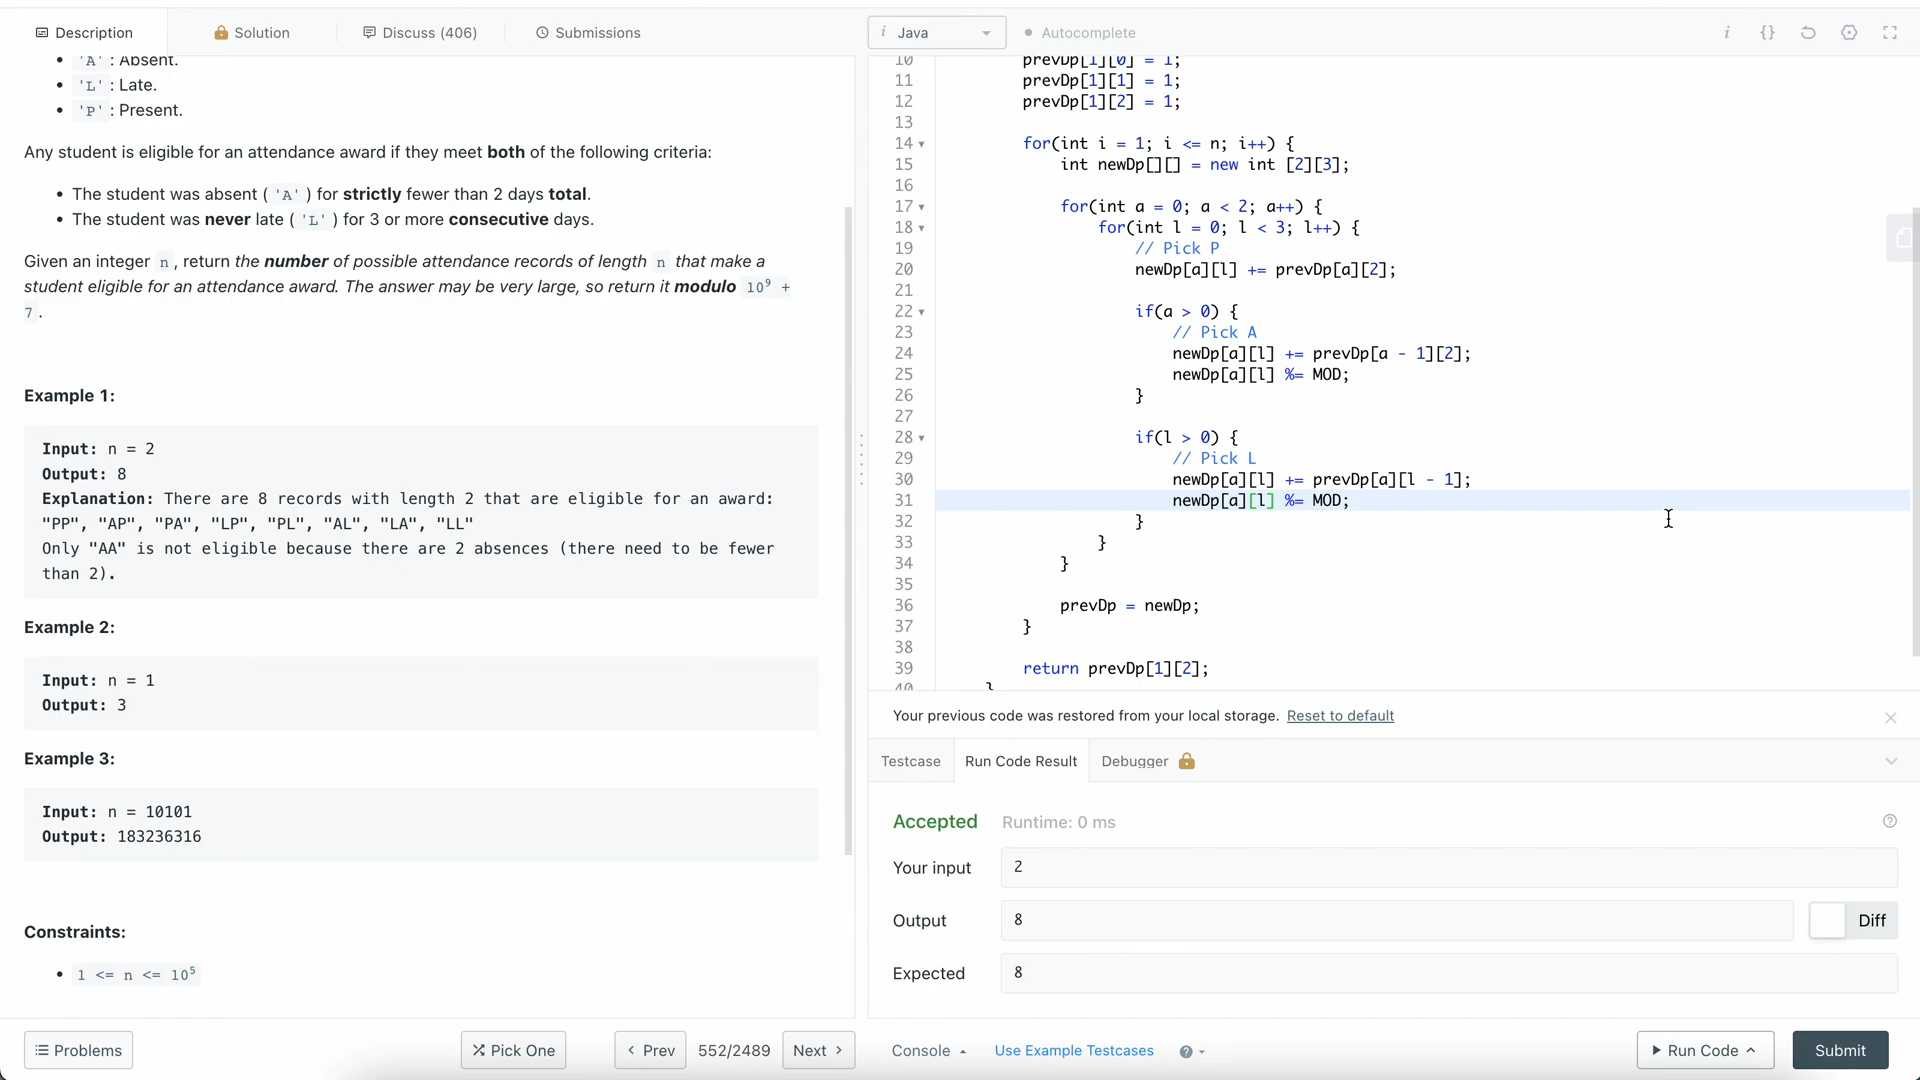 Description
Solution
Discuss (406)
Submissions
'A' : Absent.
'L' : Late.
'P' : Present.
Any student is eligible for an attendance award if they meet both of the following criteria:
The student was absent ( 'A' ) for strictly fewer than 2 days total.
The student was never late ( 'L' ) for 3 or more consecutive days.
Given an integer n , return the number of possible attendance records of length n that make a
student eligible for an attendance award. The answer may be very large, so return it modulo 10⁹ +
7 .
Example 1:
Input: n = 2
Output: 8
Explanation: There are 8 records with length 2 that are eligible for an award:
"PP", "AP", "PA", "LP", "PL", "AL", "LA", "LL"
Only "AA" is not eligible because there are 2 absences (there need to be fewer
than 2).
Example 2:
Input: n = 1
Output: 3
Example 3:
Input: n = 10101
Output: 183236316
Constraints:
1 <= n <= 10⁵
Problems
Pick One
Prev
552/2489
Next
i Java
Autocomplete
i {}
10 prevDp[1][0] = 1;
11 prevDp[1][1] = 1;
12 prevDp[1][2] = 1;
13
14 for(int i = 1; i <= n; i++) {
15 int newDp[][] = new int [2][3];
16
17 for(int a = 0; a < 2; a++) {
18 for(int l = 0; l < 3; l++) {
19 // Pick P
20 newDp[a][l] += prevDp[a][2];
21
22 if(a > 0) {
23 // Pick A
24 newDp[a][l] += prevDp[a - 1][2];
25 newDp[a][l] %= MOD;
26 }
27
28 if(l > 0) {
29 // Pick L
30 newDp[a][l] += prevDp[a][l - 1];
31 newDp[a][l] %= MOD;
32 }
33 }
34 }
35
36 prevDp = newDp;
37 }
38
39 return prevDp[1][2];
40 }
Your previous code was restored from your local storage. Reset to default
Testcase
Run Code Result
Debugger
Accepted Runtime: 0 ms
Your input 2
Output 8
Diff
Expected 8
Console
Use Example Testcases
Run Code
Submit